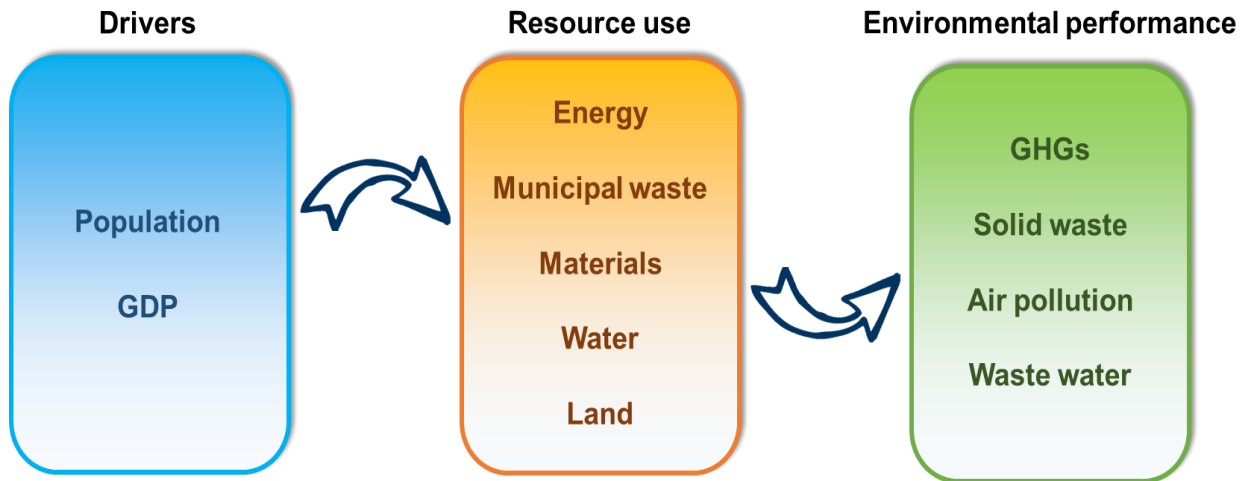 Drivers
Population
GDP
Resource use
Energy
Municipal waste
Materials
Water
Land
Environmental performance
GHGs
Solid waste
Air pollution
Waste water